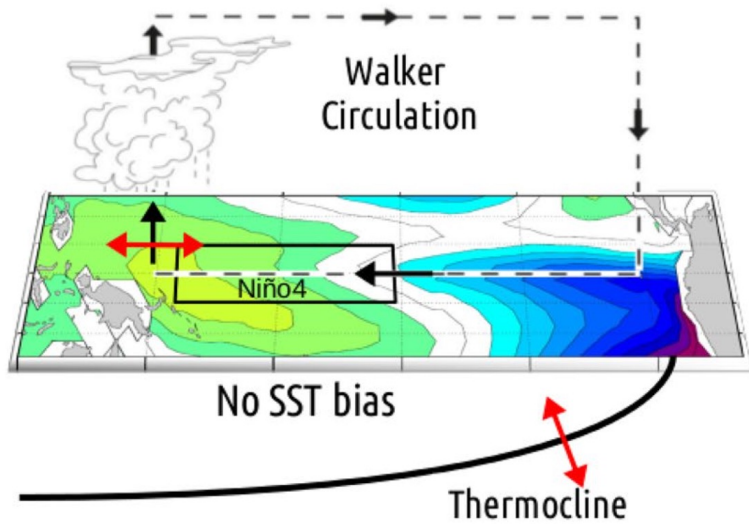 Walker
Circulation
Niño4
No SST bias
Thermocline